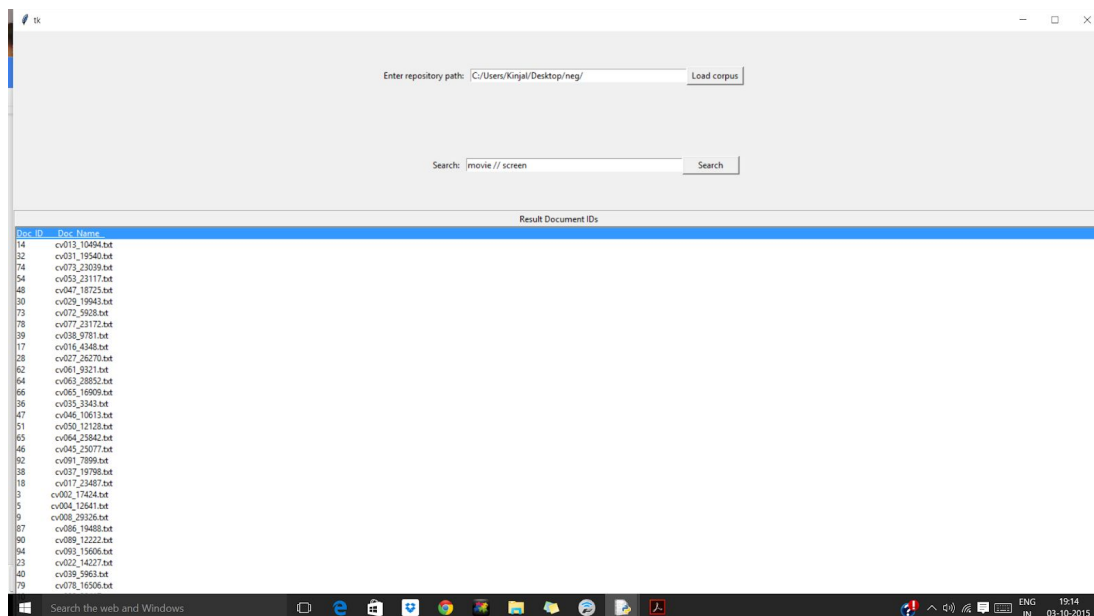 tk
Enter repository path: C:/Users/Kinjal/Desktop/neg/ Load corpus
Search: movie // screen Search
Result Document IDs
Doc_ID Doc_Name
14 cv013_10494.txt
32 cv031_19540.txt
74 cv073_23039.txt
54 cv053_23117.txt
48 cv047_18725.txt
30 cv029_19943.txt
73 cv072_5928.txt
78 cv077_23172.txt
39 cv038_9781.txt
17 cv016_4348.txt
28 cv027_26270.txt
62 cv061_9321.txt
64 cv063_28852.txt
66 cv065_16909.txt
36 cv035_3343.txt
47 cv046_10613.txt
51 cv050_12128.txt
65 cv064_25842.txt
46 cv045_25077.txt
92 cv091_7899.txt
38 cv037_19798.txt
18 cv017_23487.txt
3 cv002_17424.txt
5 cv004_12641.txt
9 cv008_29326.txt
87 cv086_19488.txt
90 cv089_12222.txt
94 cv093_15606.txt
23 cv022_14227.txt
40 cv039_5963.txt
79 cv078_16506.txt
Search the web and Windows
ENG 19:14
IN 03-10-2015